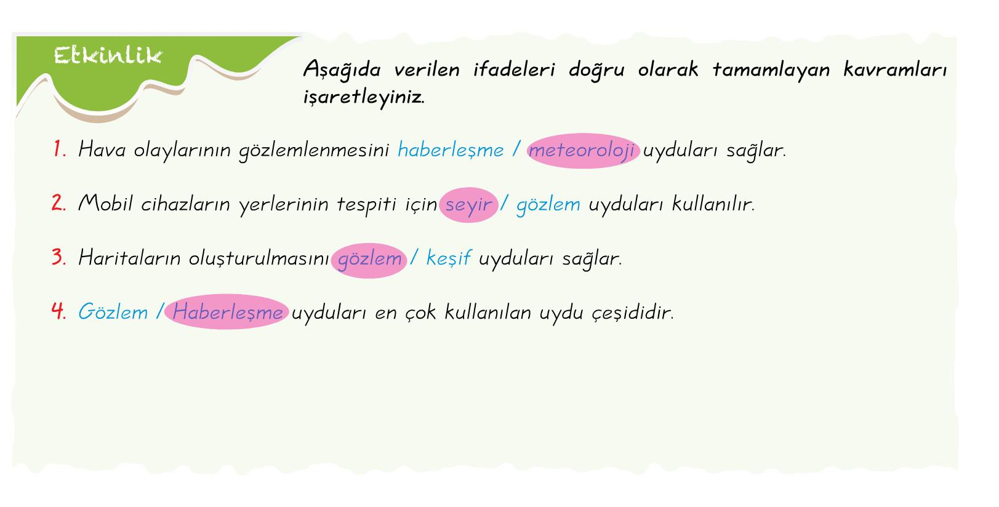 Etkinlik
Aşağıda verilen ifadeleri doğru olarak tamamlayan kavramları
işaretleyiniz.
1. Hava olaylarının gözlemlenmesini haberleşme / meteoroloji uyduları sağlar.
2. Mobil cihazların yerlerinin tespiti için seyir / gözlem uyduları kullanılır.
3. Haritaların oluşturulmasını gözlem / keşif uyduları sağlar.
4. Gözlem / Haberleşme uyduları en çok kullanılan uydu çeşididir.